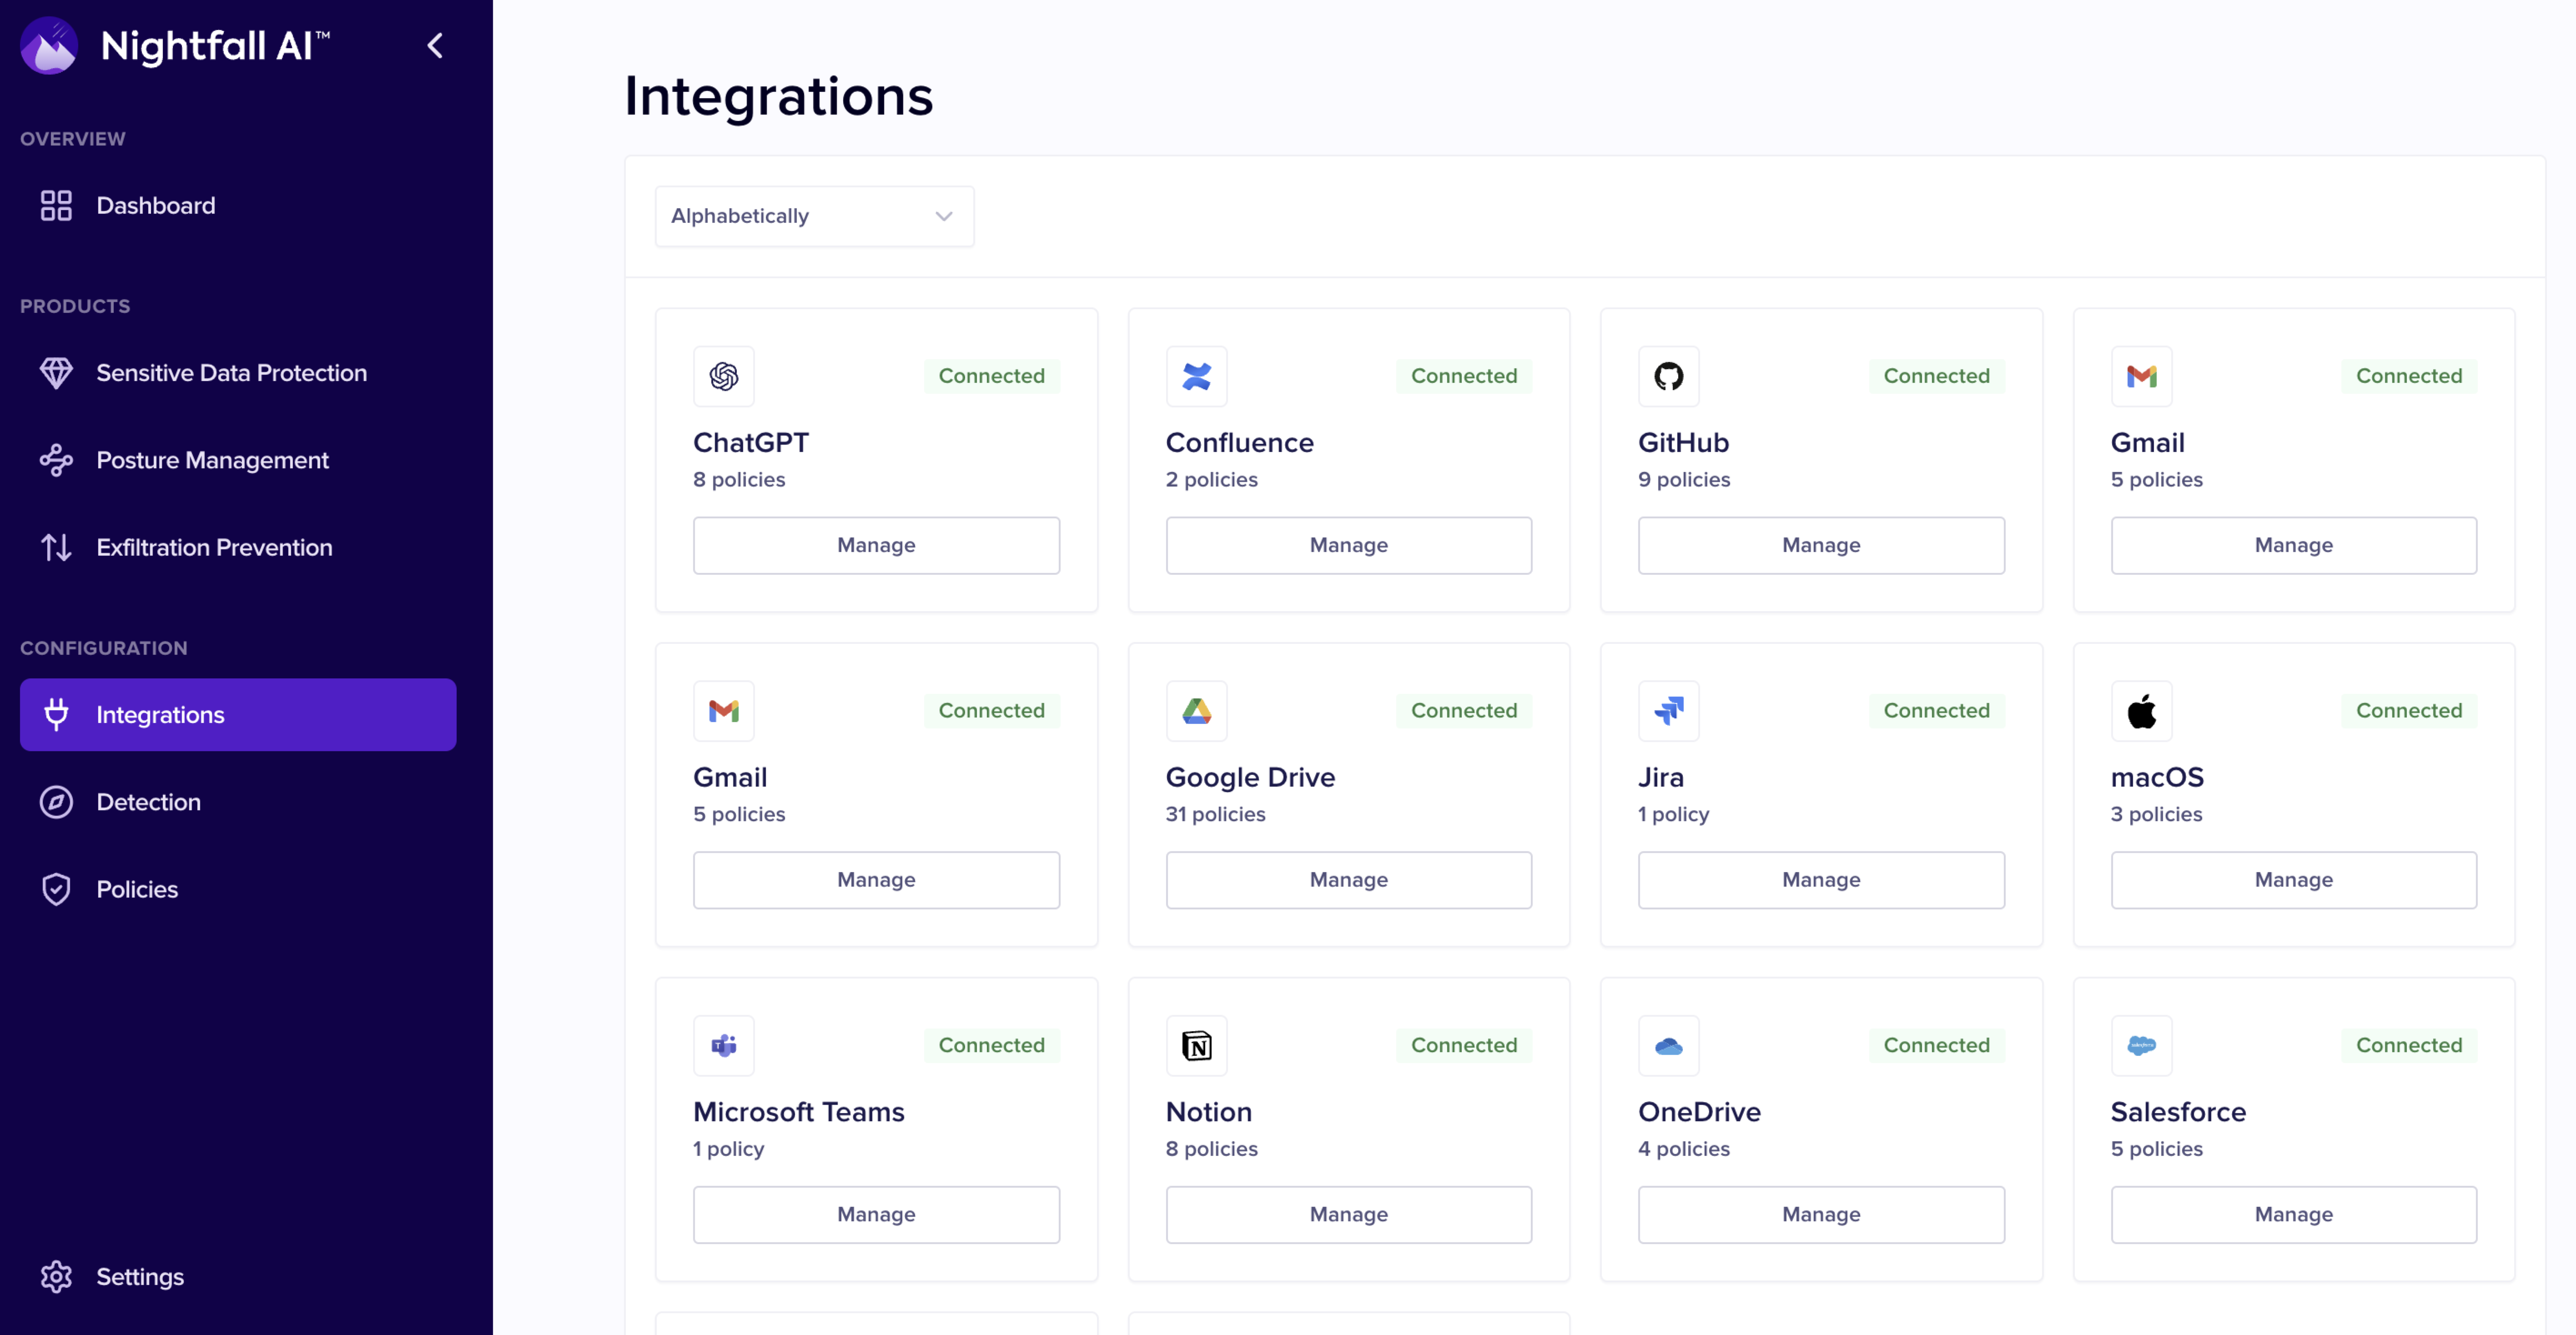 Nightfall AI™
OVERVIEW
Dashboard
PRODUCTS
Sensitive Data Protection
Posture Management
Exfiltration Prevention
CONFIGURATION
Integrations
Detection
Policies
Settings
Integrations
Alphabetically
Connected
ChatGPT
8 policies
Manage
Connected
Confluence
2 policies
Manage
Connected
GitHub
9 policies
Manage
Connected
Gmail
5 policies
Manage
Connected
Gmail
5 policies
Manage
Connected
Google Drive
31 policies
Manage
Connected
Jira
1 policy
Manage
Connected
macOS
3 policies
Manage
Connected
Microsoft Teams
1 policy
Manage
Connected
Notion
8 policies
Manage
Connected
OneDrive
4 policies
Manage
Connected
Salesforce
5 policies
Manage